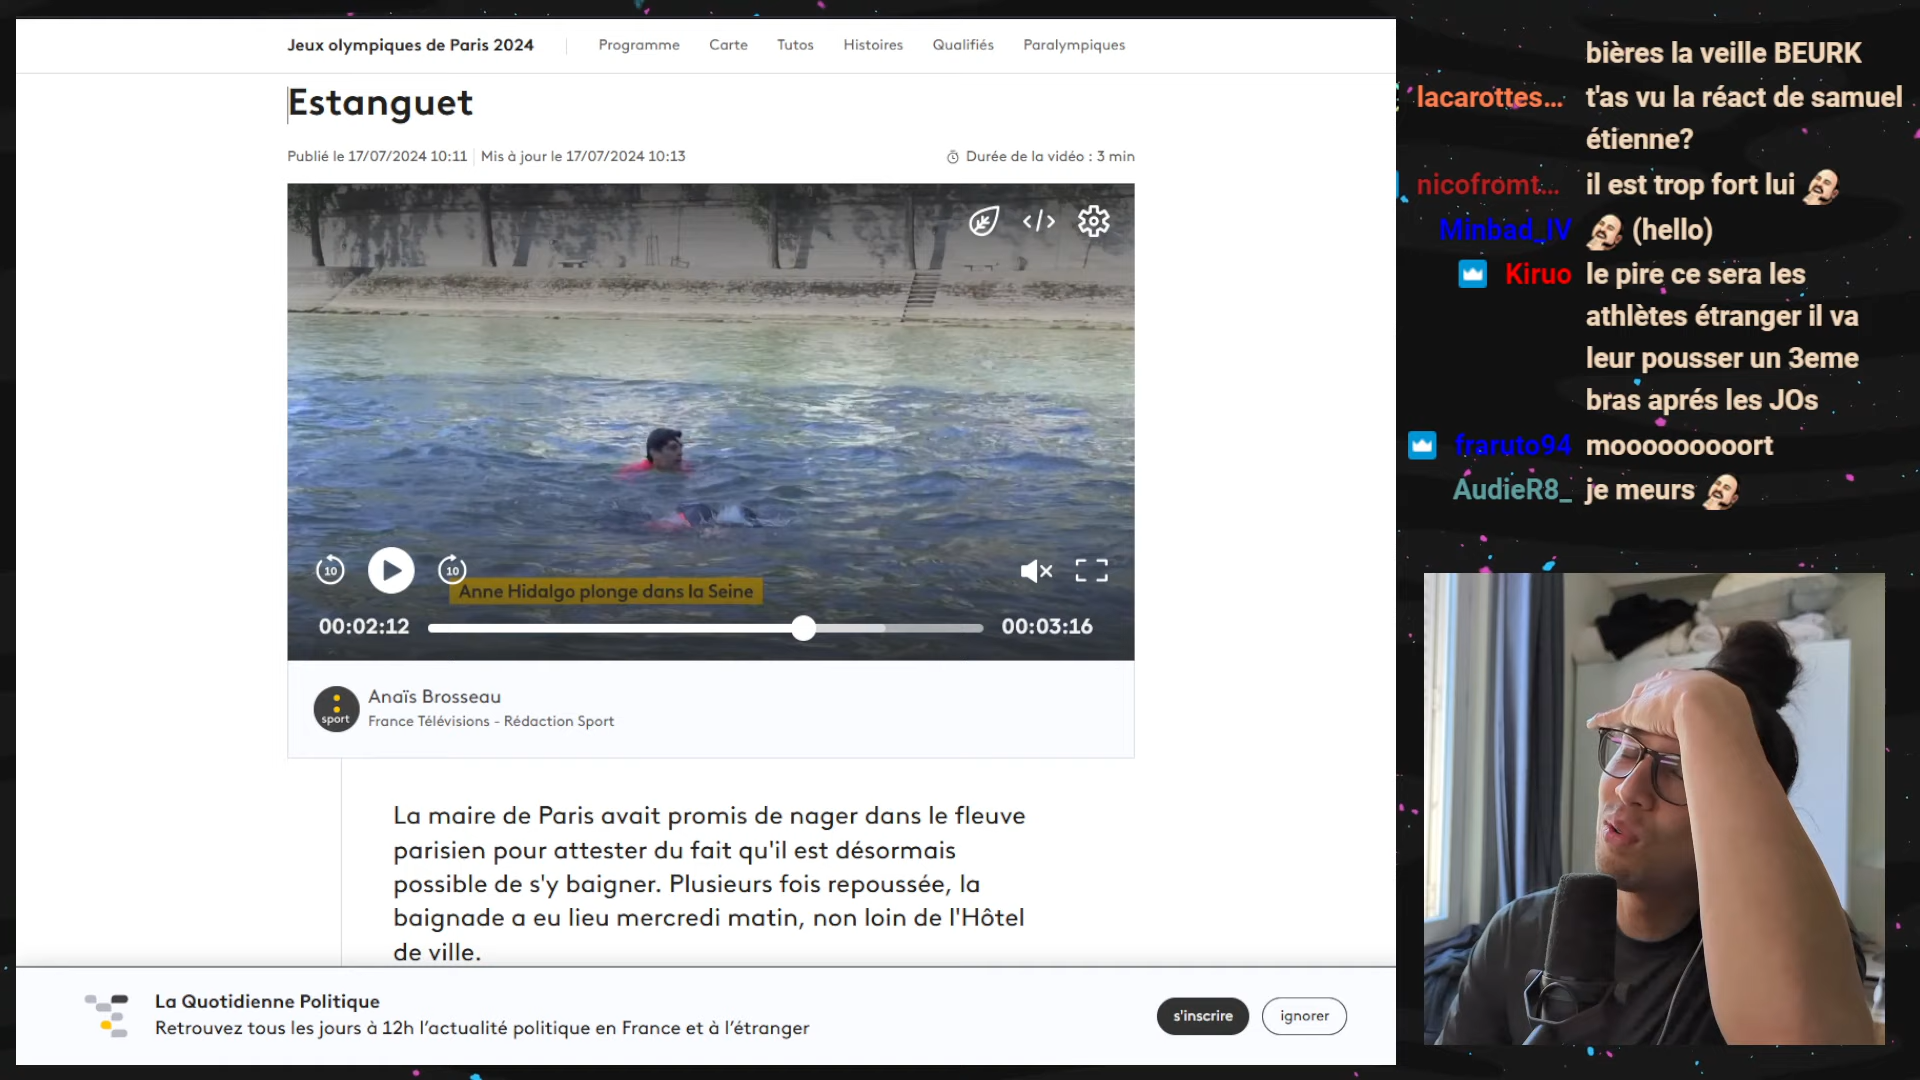 Jeux olympiques de Paris 2024
Programme
Carte
Tutos
Histoires
Qualifiés
Paralympiques
Estanguet
Publié le 17/07/2024 10:11
Mis à jour le 17/07/2024 10:13
Durée de la vidéo : 3 min
</>
10
10
Anne Hidalgo plonge dans la Seine
00:02:12
00:03:16
sport
Anaïs Brosseau
France Télévisions - Rédaction Sport
La maire de Paris avait promis de nager dans le fleuve
parisien pour attester du fait qu'il est désormais
possible de s'y baigner. Plusieurs fois repoussée, la
baignade a eu lieu mercredi matin, non loin de l'Hôtel
de ville.
La Quotidienne Politique
Retrouvez tous les jours à 12h l’actualité politique en France et à l’étranger
s'inscrire
ignorer
bières la veille BEURK
lacarottes... t'as vu la réact de samuel
étienne?
nicofromt... il est trop fort lui
Minbad_IV (hello)
Kiruo le pire ce sera les
athlètes étranger il va
leur pousser un 3eme
bras aprés les JOs
fraruto94 mooooooooort
AudieR8_ je meurs